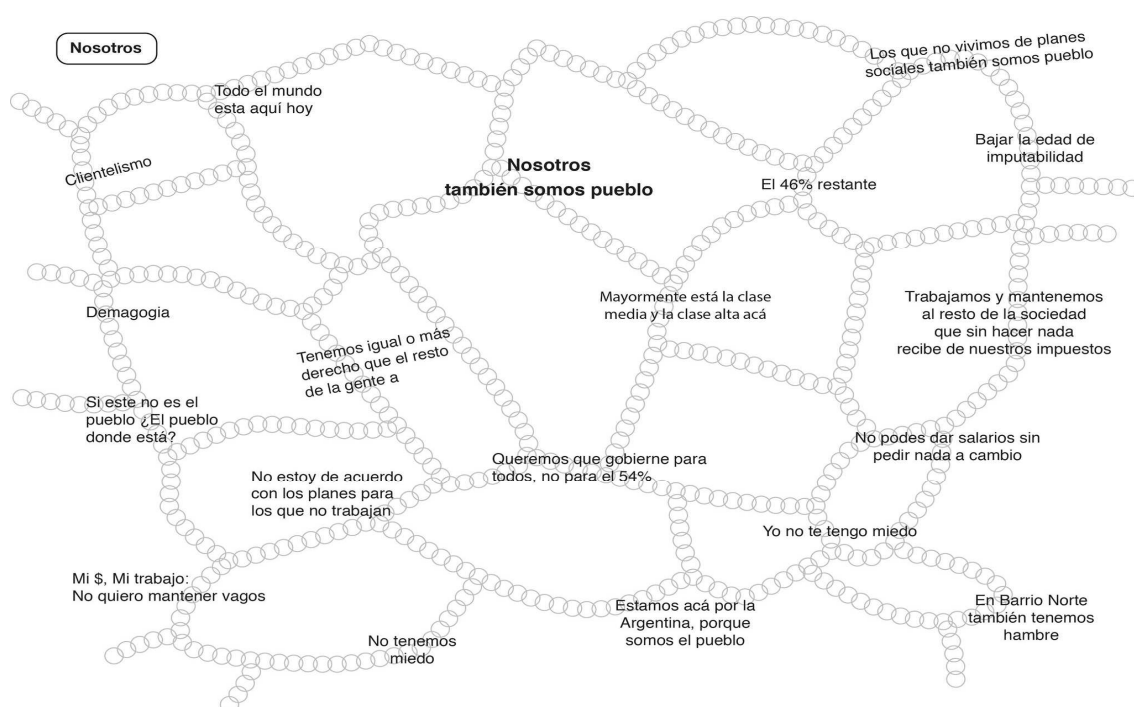 Nosotros
Los que no vivimos de planes
sociales también somos pueblo
Todo el mundo
esta aquí hoy
Bajar la edad de
imputabilidad
Clientelismo
Nosotros
también somos pueblo
El 46% restante
Mayormente está la clase
media y la clase alta acá
Trabajamos y mantenemos
al resto de la sociedad
que sin hacer nada
recibe de nuestros impuestos
Demagogia
Tenemos igual o más
derecho que el resto
de la gente a
Si este no es el
pueblo ¿El pueblo
donde está?
No podes dar salarios sin
pedir nada a cambio
Queremos que gobierne para
todos, no para el 54%
No estoy de acuerdo
con los planes para
los que no trabajan
Yo no te tengo miedo
Mi $, Mi trabajo:
No quiero mantener vagos
Estamos acá por la
Argentina, porque
somos el pueblo
En Barrio Norte
también tenemos
hambre
No tenemos
miedo